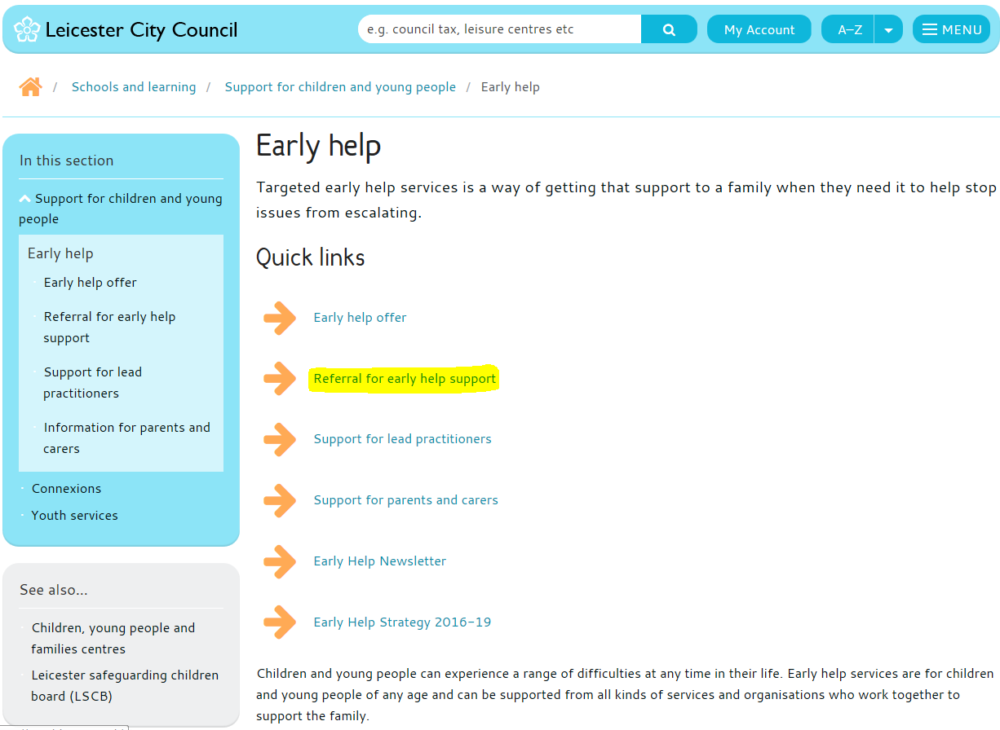 Leicester City Council
e.g. council tax, leisure centres etc
My Account
A–Z
MENU
/ Schools and learning / Support for children and young people / Early help
In this section
Support for children and young
people
Early help
Early help offer
Referral for early help
support
Support for lead
practitioners
Information for parents and
carers
Connexions
Youth services
See also...
Children, young people and
families centres
Leicester safeguarding children
board (LSCB)
Early help
Targeted early help services is a way of getting that support to a family when they need it to help stop
issues from escalating.
Quick links
Early help offer
Referral for early help support
Support for lead practitioners
Support for parents and carers
Early Help Newsletter
Early Help Strategy 2016-19
Children and young people can experience a range of difficulties at any time in their life. Early help services are for children
and young people of any age and can be supported from all kinds of services and organisations who work together to
support the family.